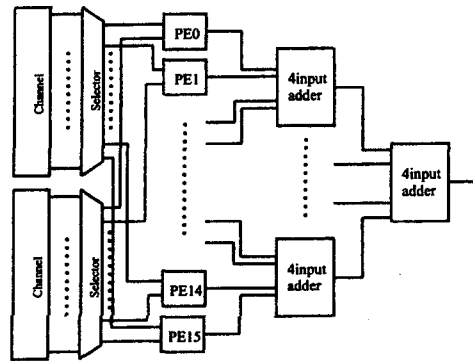 Channel
Selector
PE0
PE1
4input
adder
4input
adder
Channel
Selector
PE14
PE15
4input
adder